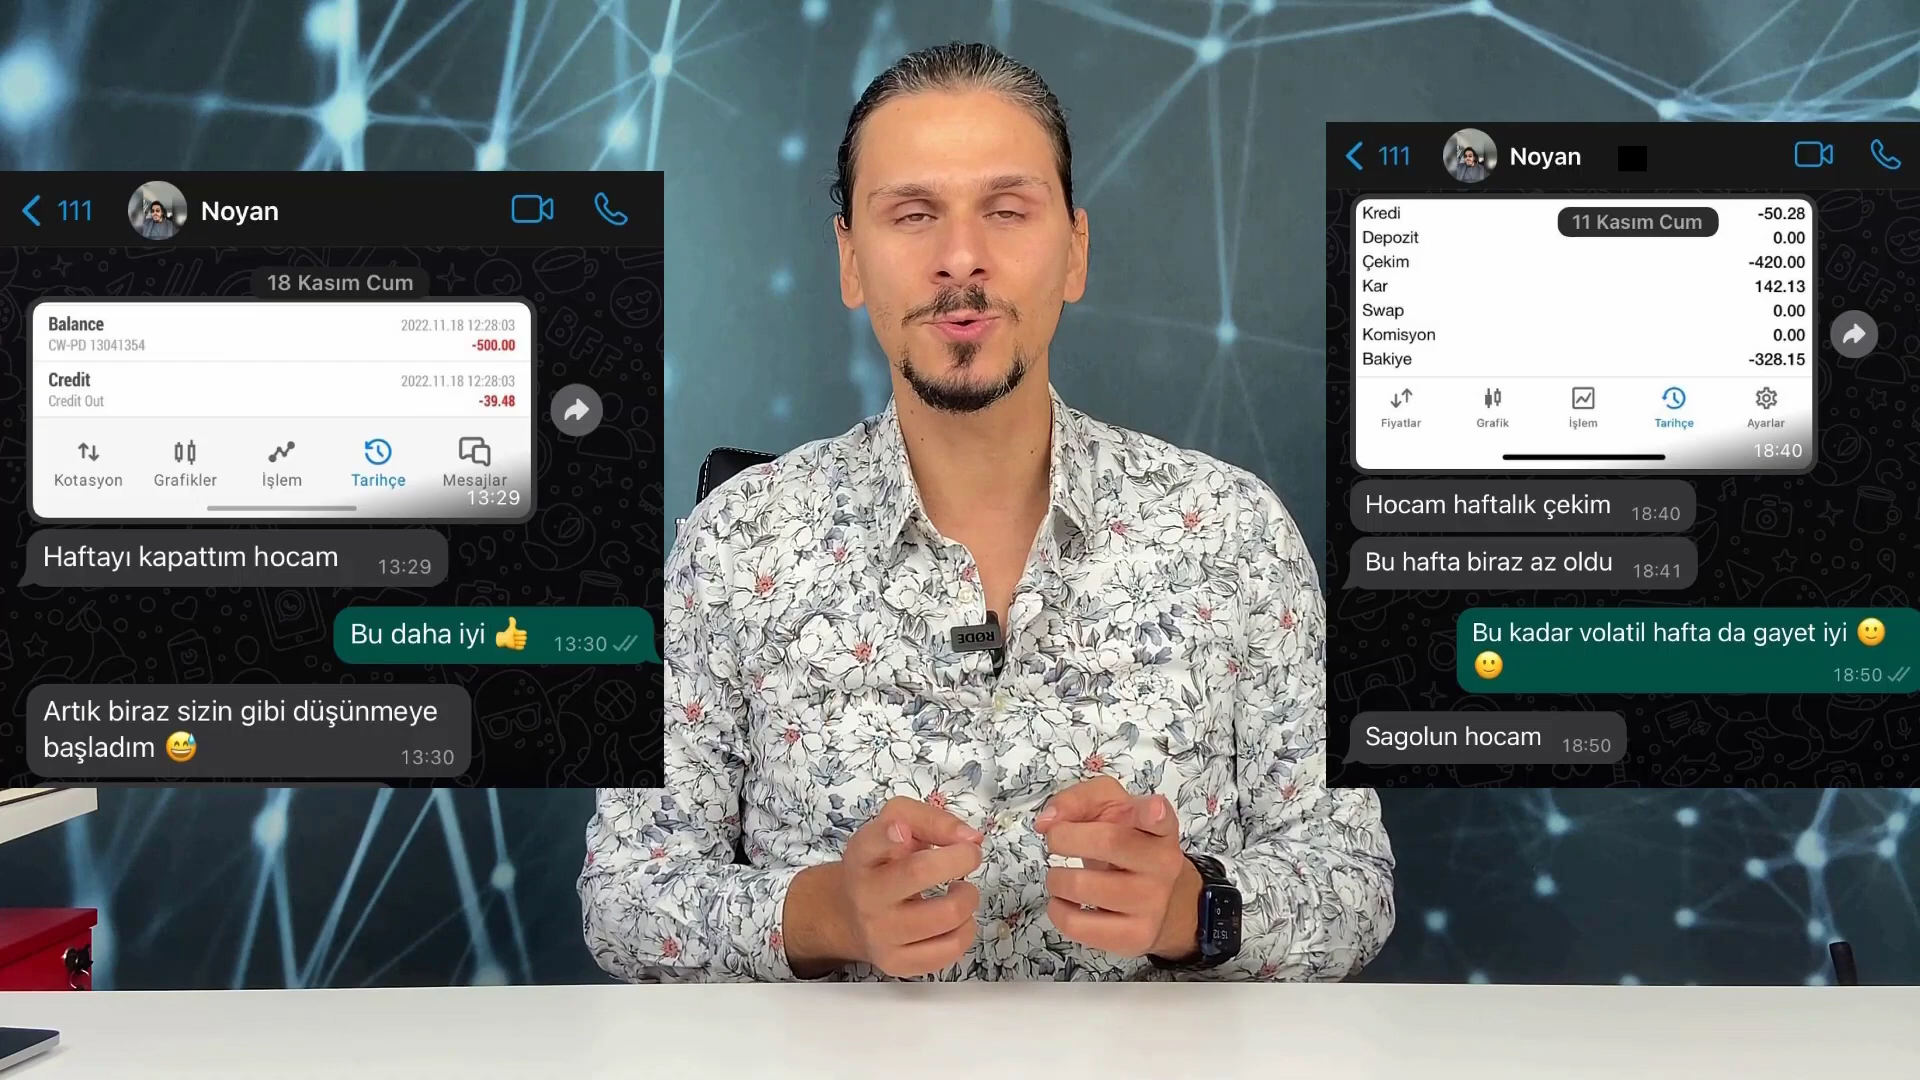 111
Noyan
18 Kasım Cum
Balance
2022.11.18 12:28:03
CW-PD 13041354
-500.00
Credit
2022.11.18 12:28:03
Credit Out
-39.48
Kotasyon
Grafikler
İşlem
Tarihçe
Mesajlar
13:29
Haftayı kapattım hocam
13:29
Bu daha iyi 👍
13:30
Artık biraz sizin gibi düşünmeye
başladım 😅
13:30
RØDE
15:12
111
Noyan
11 Kasım Cum
Kredi
-50.28
Depozit
0.00
Çekim
-420.00
Kar
142.13
Swap
0.00
Komisyon
0.00
Bakiye
-328.15
Fiyatlar
Grafik
İşlem
Tarihçe
Ayarlar
18:40
Hocam haftalık çekim
18:40
Bu hafta biraz az oldu
18:41
Bu kadar volatil hafta da gayet iyi 🙂
🙂
18:50
Sagolun hocam
18:50